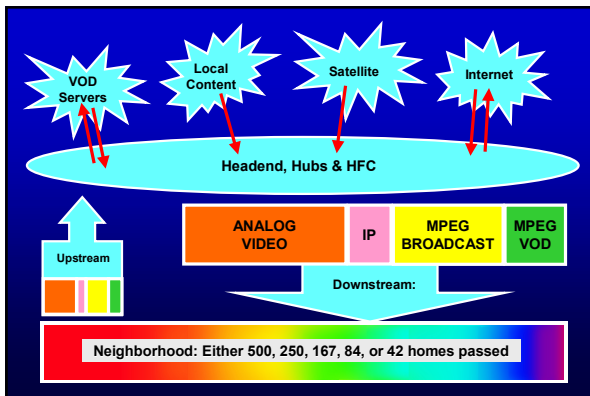 VOD
Servers
Local
Content
Satellite
Internet
Headend, Hubs & HFC
ANALOG
VIDEO
IP
MPEG
BROADCAST
MPEG
VOD
Upstream
Downstream:
Neighborhood: Either 500, 250, 167, 84, or 42 homes passed